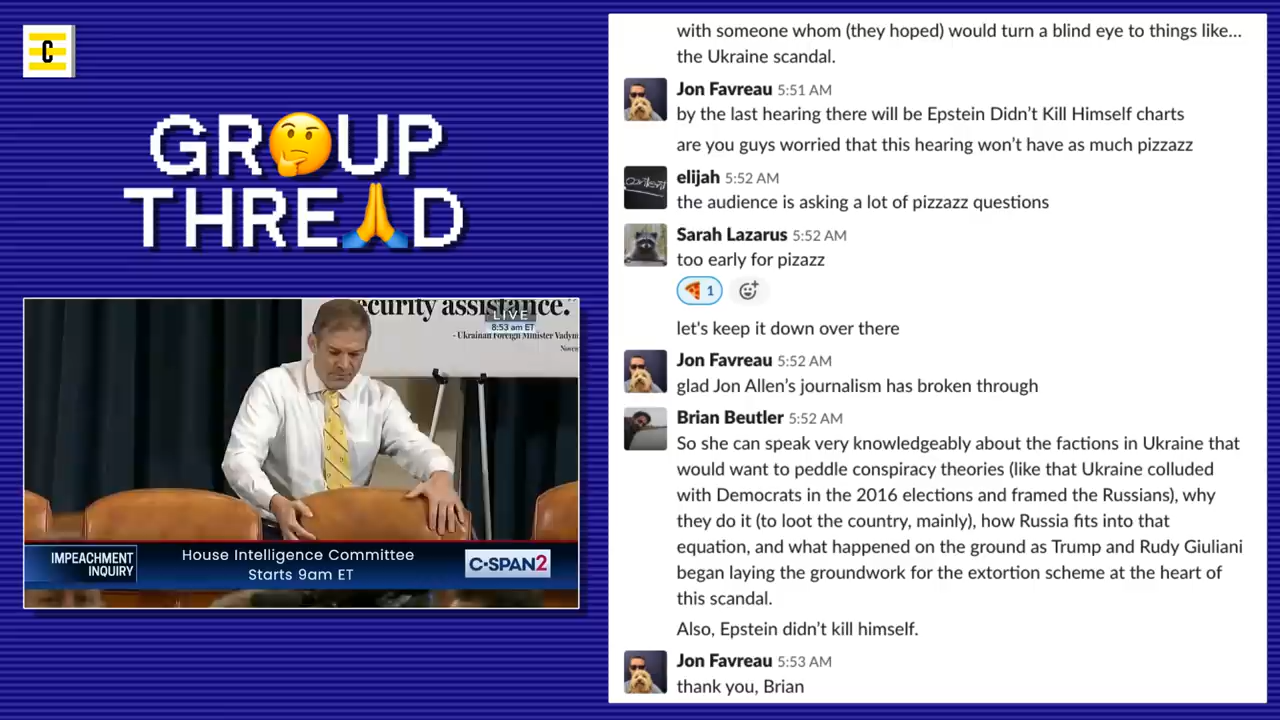 C
GR🤔UP
THRE🙏D
ecurity assistance."
LIVE
8:53 am ET
- Ukrainian Foreign Minister Vadym
IMPEACHMENT
INQUIRY
House Intelligence Committee
Starts 9am ET
C-SPAN2
with someone whom (they hoped) would turn a blind eye to things like...
the Ukraine scandal.
Jon Favreau 5:51 AM
by the last hearing there will be Epstein Didn't Kill Himself charts
are you guys worried that this hearing won't have as much pizzazz
elijah 5:52 AM
the audience is asking a lot of pizzazz questions
Sarah Lazarus 5:52 AM
too early for pizazz
🍕 1
let's keep it down over there
Jon Favreau 5:52 AM
glad Jon Allen's journalism has broken through
Brian Beutler 5:52 AM
So she can speak very knowledgeably about the factions in Ukraine that
would want to peddle conspiracy theories (like that Ukraine colluded
with Democrats in the 2016 elections and framed the Russians), why
they do it (to loot the country, mainly), how Russia fits into that
equation, and what happened on the ground as Trump and Rudy Giuliani
began laying the groundwork for the extortion scheme at the heart of
this scandal.
Also, Epstein didn't kill himself.
Jon Favreau 5:53 AM
thank you, Brian